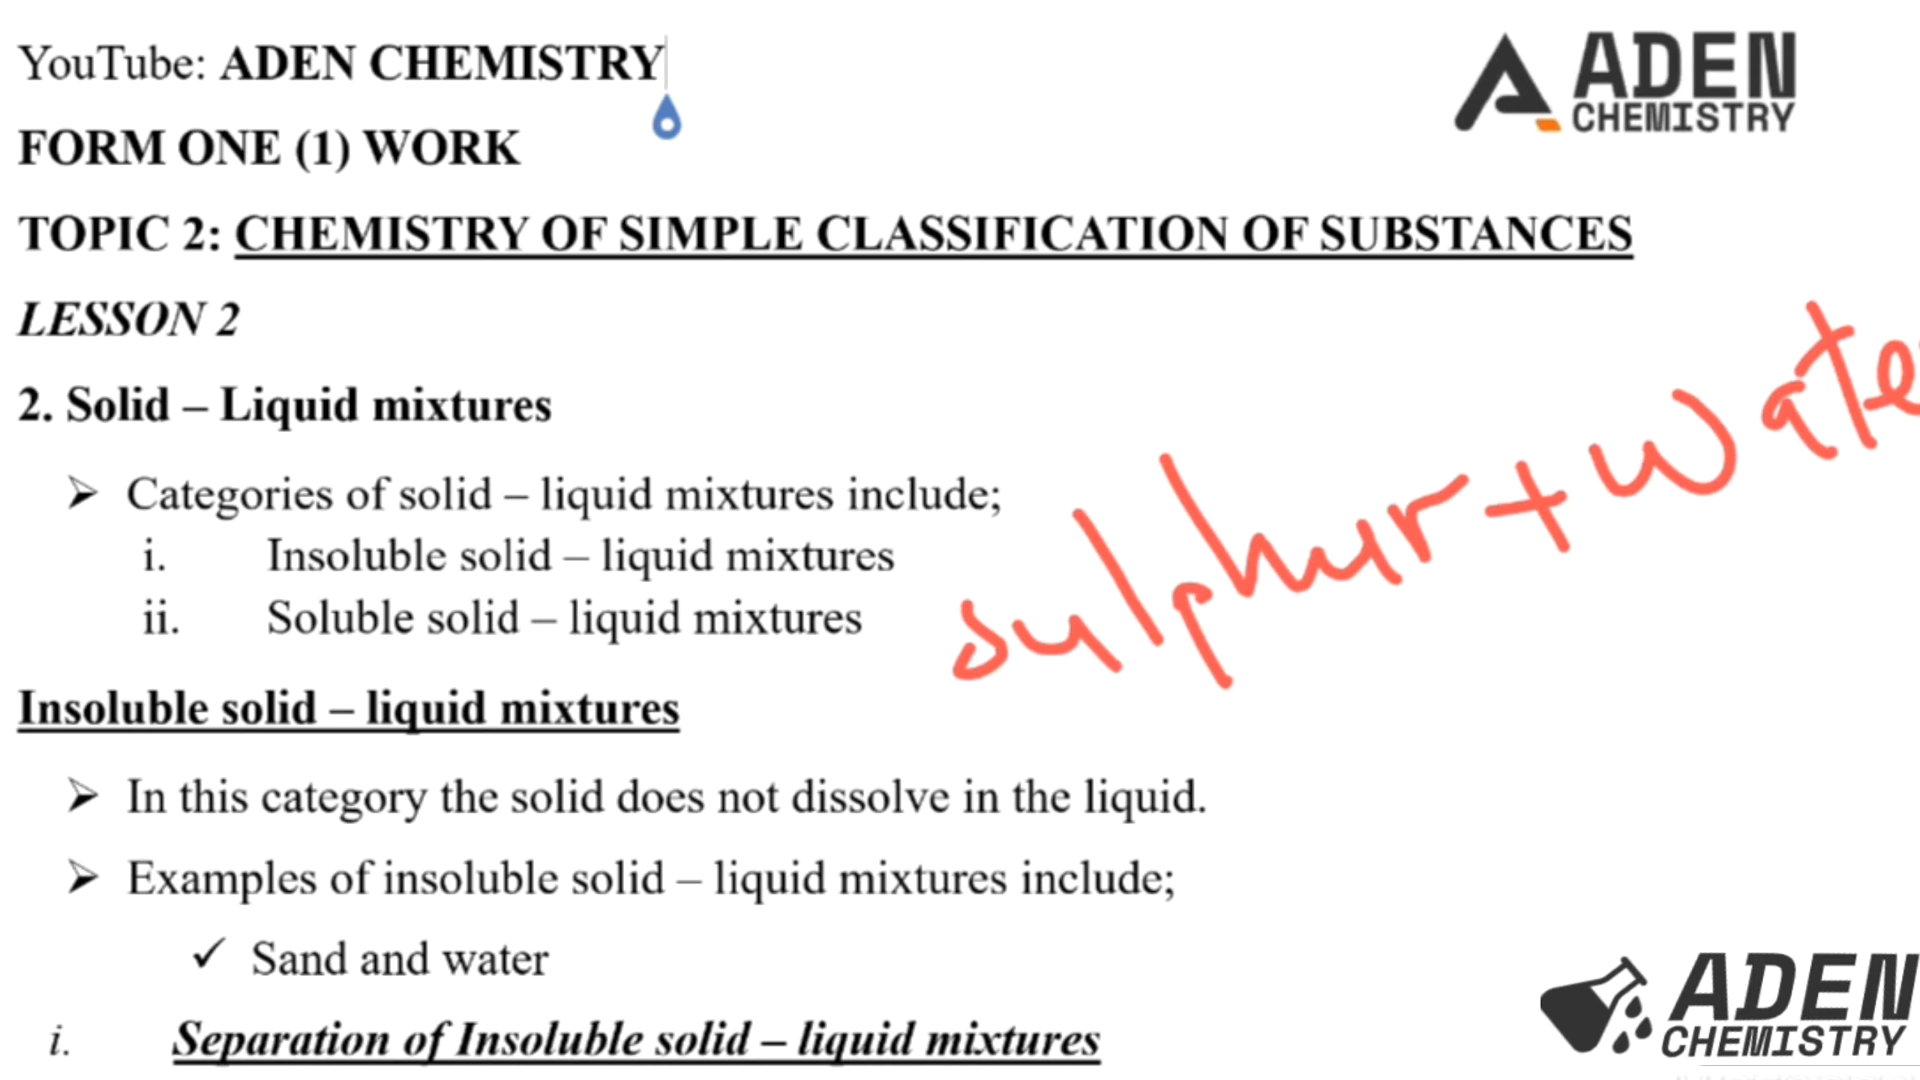 YouTube: ADEN CHEMISTRY
ADEN
CHEMISTRY
FORM ONE (1) WORK
TOPIC 2: CHEMISTRY OF SIMPLE CLASSIFICATION OF SUBSTANCES
LESSON 2
2. Solid – Liquid mixtures
➢ Categories of solid – liquid mixtures include;
i. Insoluble solid – liquid mixtures
ii. Soluble solid – liquid mixtures
sulphur + wate
Insoluble solid – liquid mixtures
➢ In this category the solid does not dissolve in the liquid.
➢ Examples of insoluble solid – liquid mixtures include;
✓ Sand and water
i. Separation of Insoluble solid – liquid mixtures
ADEN
CHEMISTRY